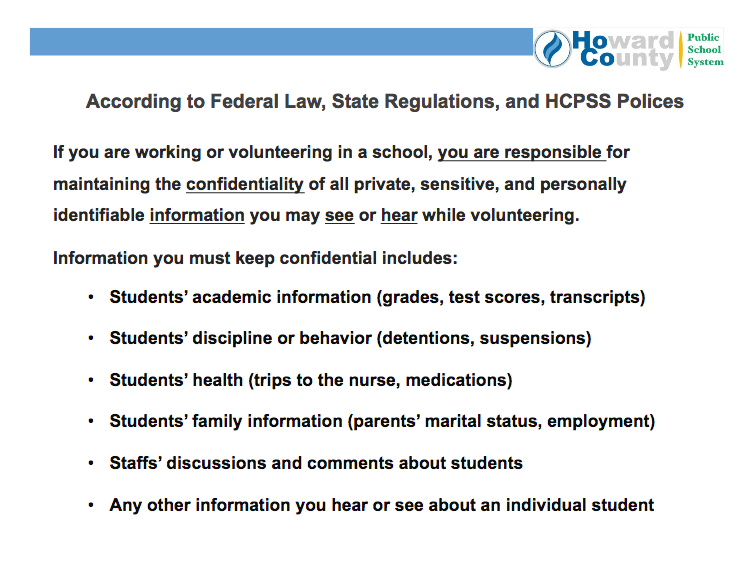 Howard
County
Public
School
System
According to Federal Law, State Regulations, and HCPSS Polices
If you are working or volunteering in a school, you are responsible for
maintaining the confidentiality of all private, sensitive, and personally
identifiable information you may see or hear while volunteering.
Information you must keep confidential includes:
• Students’ academic information (grades, test scores, transcripts)
• Students’ discipline or behavior (detentions, suspensions)
• Students’ health (trips to the nurse, medications)
• Students’ family information (parents’ marital status, employment)
• Staffs’ discussions and comments about students
• Any other information you hear or see about an individual student